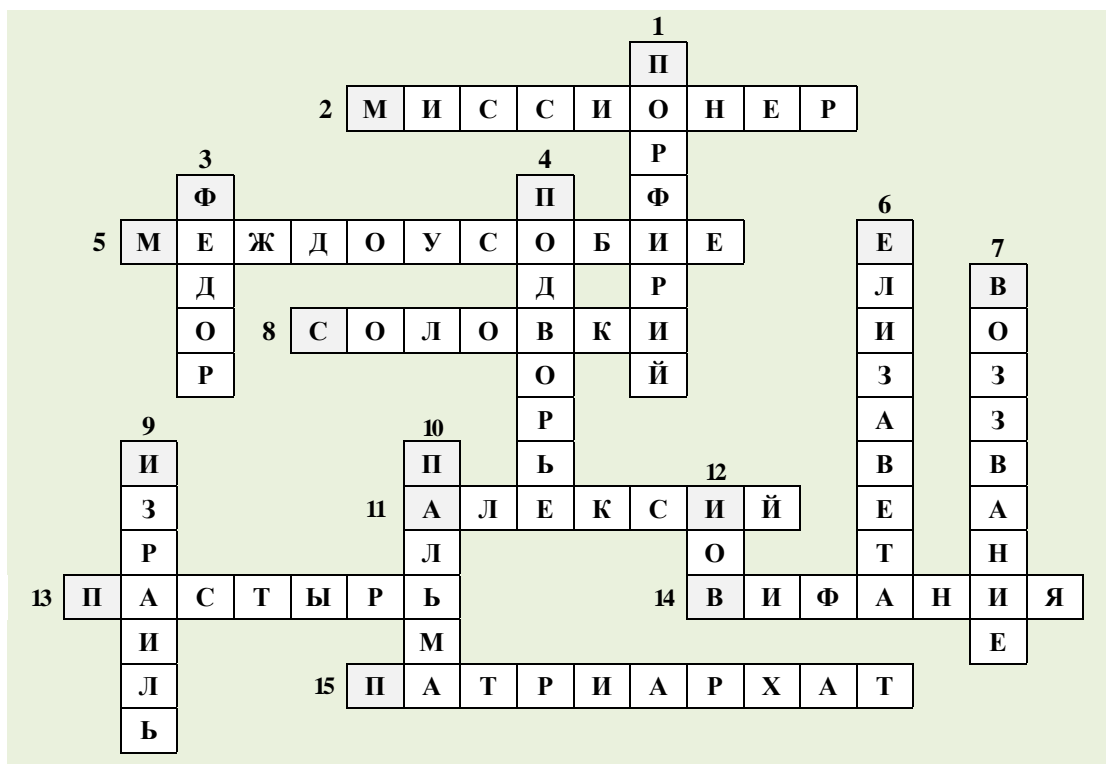 1
П
2 М И С С И О Н Е Р
3 4 Р
Ф П Ф 6
5 М Е Ж Д О У С О Б И Е Е 7
Д Д Р Л В
О 8 С О Л О В К И И О
Р О Й З З
9 10 Р А З
И П Ь 12 В В
З 11 А Л Е К С И Й Е А
Р Л О Т Н
13 П А С Т Ы Р Ь 14 В И Ф А Н И Я
И М Е
Л 15 П А Т Р И А Р Х А Т
Ь